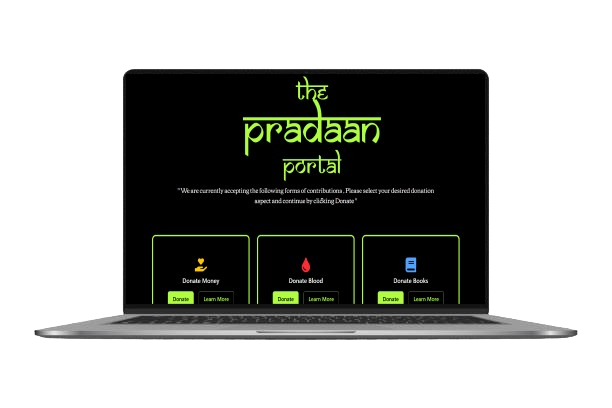 the
pradaan
portal
"We are currently accepting the following forms of contributions. Please select your desired donation
aspect and continue by clicking Donate"
Donate Money
Donate Blood
Donate Books
Donate
Learn More
Donate
Learn More
Donate
Learn More